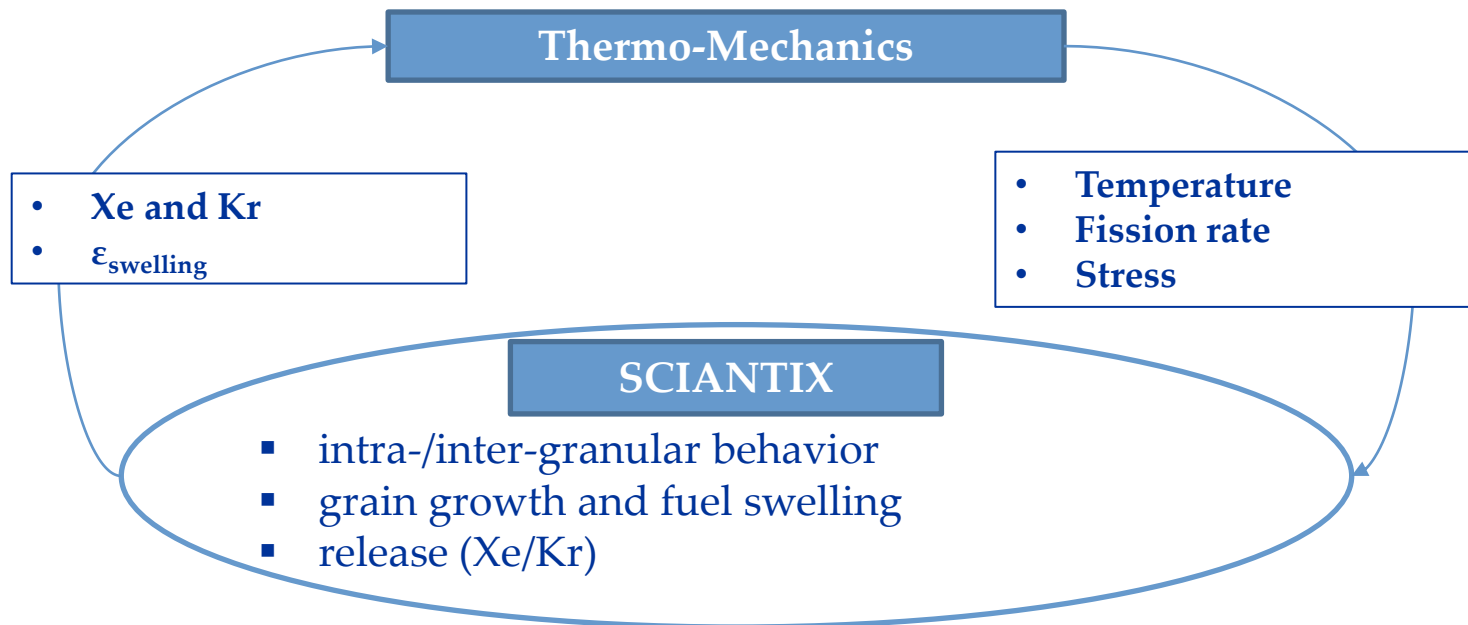 Thermo-Mechanics
• Xe and Kr
• εswelling
• Temperature
• Fission rate
• Stress
SCIANTIX
▪ intra-/inter-granular behavior
▪ grain growth and fuel swelling
▪ release (Xe/Kr)